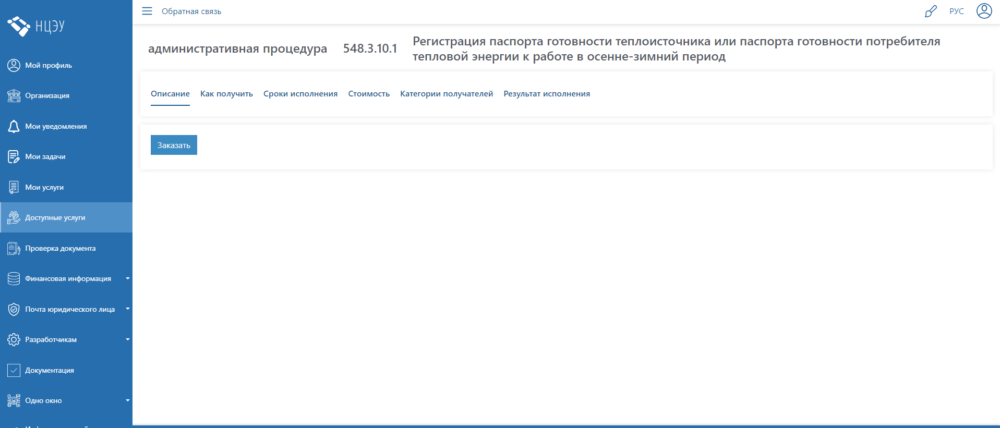 НЦЭУ
Обратная связь
РУС
Мой профиль
Организация
Мои уведомления
Мои задачи
Мои услуги
Доступные услуги
Проверка документа
Финансовая информация
Почта юридического лица
Разработчикам
Документация
Одно окно
административная процедура
548.3.10.1
Регистрация паспорта готовности теплоисточника или паспорта готовности потребителя
тепловой энергии к работе в осенне-зимний период
Описание Как получить Сроки исполнения Стоимость Категории получателей Результат исполнения
Заказать